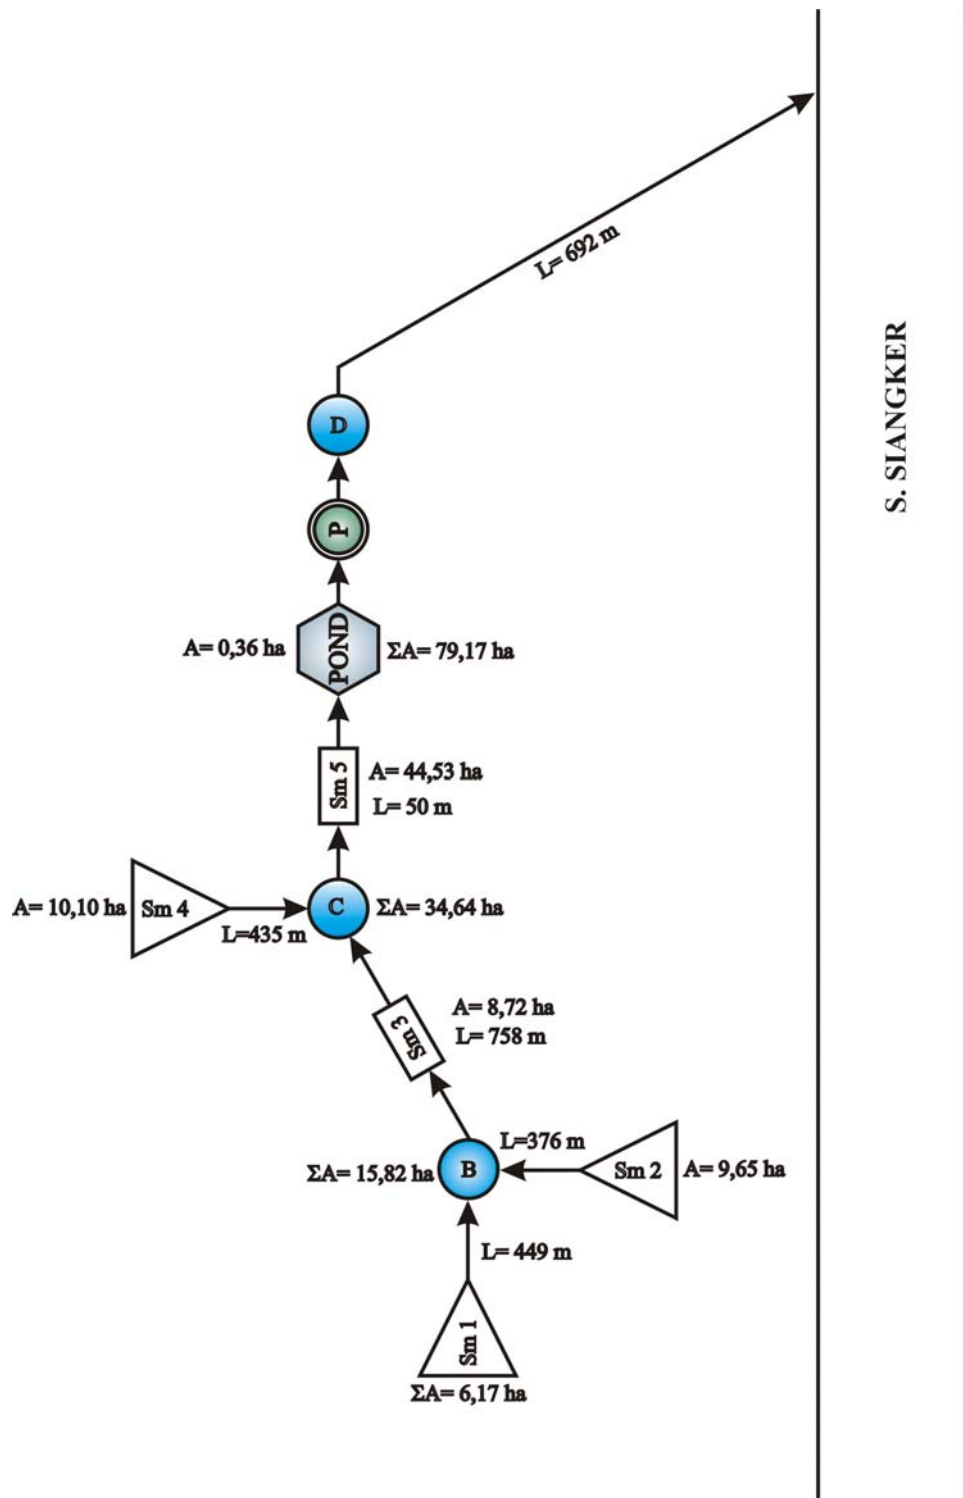 L= 692 m
S. SIANGKER
D
P
A= 0,36 ha
POND
ΣA= 79,17 ha
Sm 5
A= 44,53 ha
L= 50 m
A= 10,10 ha
Sm 4
L=435 m
C
ΣA= 34,64 ha
Sm 3
A= 8,72 ha
L= 758 m
ΣA= 15,82 ha
B
L=376 m
Sm 2
A= 9,65 ha
L= 449 m
Sm 1
ΣA= 6,17 ha